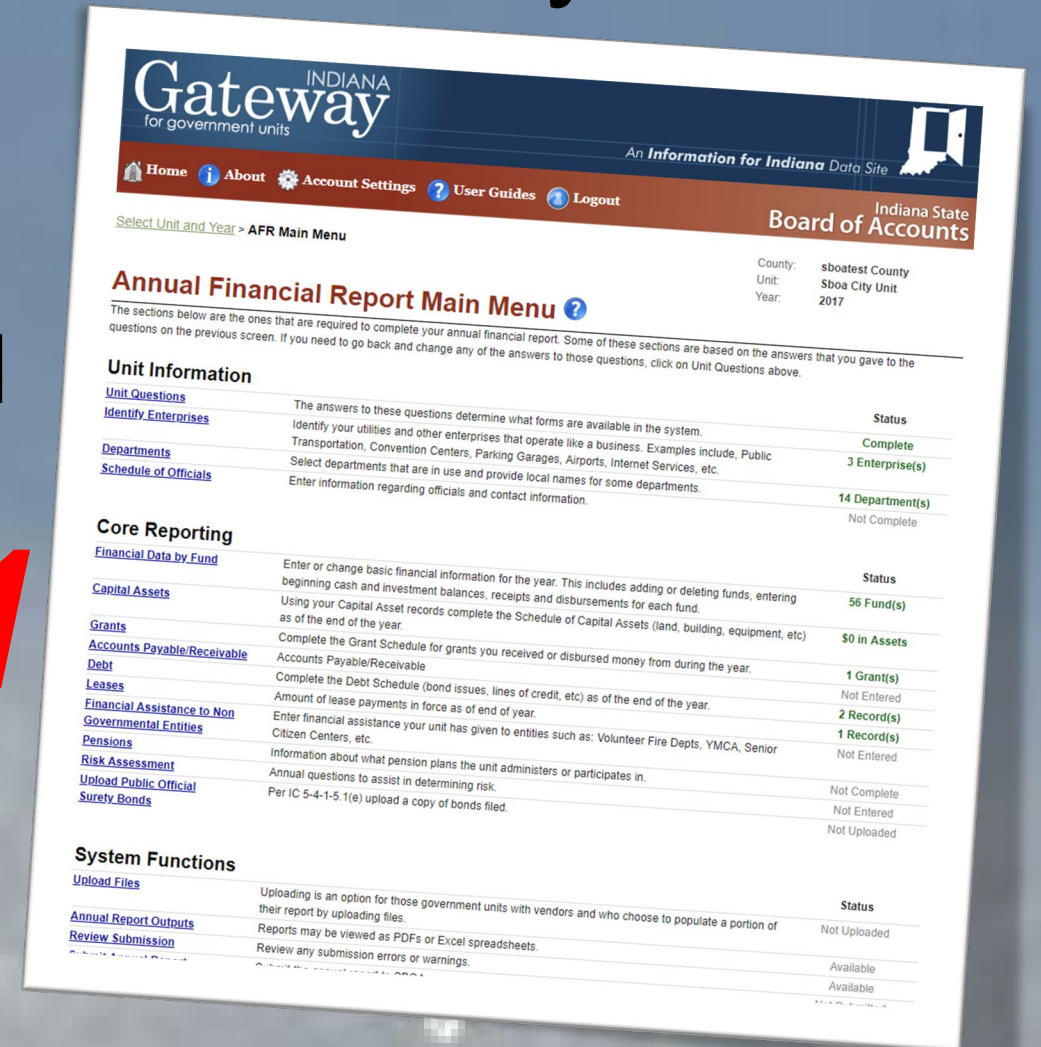 INDIANA
Gateway
for government units
An Information for Indiana Data Site
Home About Account Settings User Guides Logout
Indiana State
Board of Accounts
Select Unit and Year > AFR Main Menu
County: sboatest County
Unit: Sboa City Unit
Year: 2017
Annual Financial Report Main Menu ?
The sections below are the ones that are required to complete your annual financial report. Some of these sections are based on the answers that you gave to the
questions on the previous screen. If you need to go back and change any of the answers to those questions, click on Unit Questions above.
Unit Information
Status
Unit Questions The answers to these questions determine what forms are available in the system. Complete
Identify Enterprises Identify your utilities and other enterprises that operate like a business. Examples include, Public 3 Enterprise(s)
Transportation, Convention Centers, Parking Garages, Airports, Internet Services, etc.
Departments Select departments that are in use and provide local names for some departments. 14 Department(s)
Schedule of Officials Enter information regarding officials and contact information. Not Complete
Core Reporting
Status
Financial Data by Fund Enter or change basic financial information for the year. This includes adding or deleting funds, entering 56 Fund(s)
beginning cash and investment balances, receipts and disbursements for each fund.
Capital Assets Using your Capital Asset records complete the Schedule of Capital Assets (land, building, equipment, etc) $0 in Assets
as of the end of the year.
Grants Complete the Grant Schedule for grants you received or disbursed money from during the year. 1 Grant(s)
Accounts Payable/Receivable Accounts Payable/Receivable Not Entered
Debt Complete the Debt Schedule (bond issues, lines of credit, etc) as of the end of the year. 2 Record(s)
Leases Amount of lease payments in force as of end of year. 1 Record(s)
Financial Assistance to Non Enter financial assistance your unit has given to entities such as: Volunteer Fire Depts, YMCA, Senior Not Entered
Governmental Entities Citizen Centers, etc.
Pensions Information about what pension plans the unit administers or participates in. Not Complete
Risk Assessment Annual questions to assist in determining risk. Not Entered
Upload Public Official Per IC 5-4-1-5.1(e) upload a copy of bonds filed. Not Uploaded
Surety Bonds
System Functions
Status
Upload Files Uploading is an option for those government units with vendors and who choose to populate a portion of Not Uploaded
their report by uploading files.
Annual Report Outputs Reports may be viewed as PDFs or Excel spreadsheets. Available
Review Submission Review any submission errors or warnings. Available